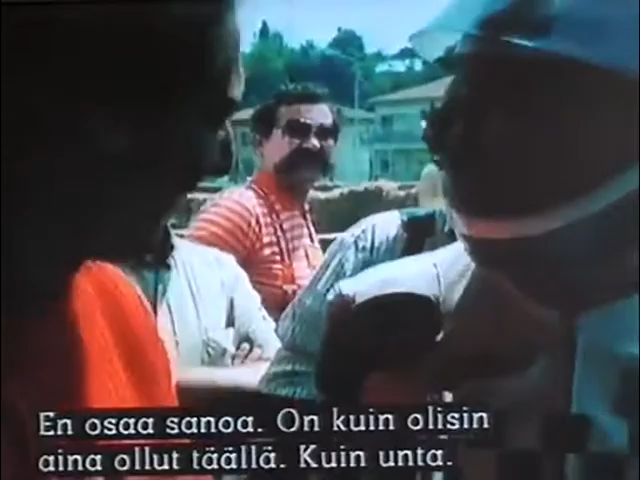 En osaa sanoa. On kuin olisin
aina ollut täällä. Kuin unta.